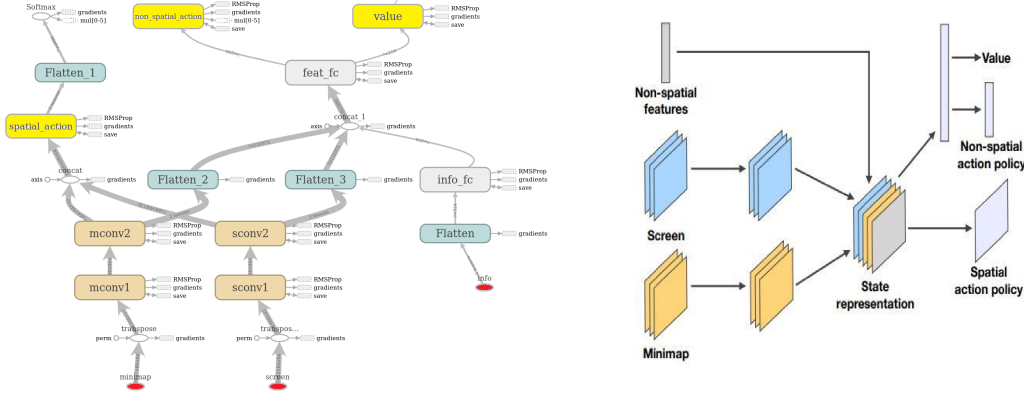 Softmax
gradients
mul[0-5]
non_spatial_action
RMSProp
gradients
mul[0-5]
save
value
RMSProp
gradients
save
Flatten_1
feat_fc
RMSProp
gradients
save
spatial_action
RMSProp
gradients
save
concat_1
axis
gradients
concat
axis
gradients
Flatten_2
gradients
Flatten_3
gradients
info_fc
RMSProp
gradients
save
mconv2
RMSProp
gradients
save
sconv2
RMSProp
gradients
save
Flatten
gradients
mconv1
RMSProp
gradients
save
sconv1
RMSProp
gradients
save
info
transpose
perm
gradients
transpos...
perm
gradients
minimap
screen
Non-spatial
features
Value
Non-spatial
action policy
Screen
State
representation
Spatial
action policy
Minimap